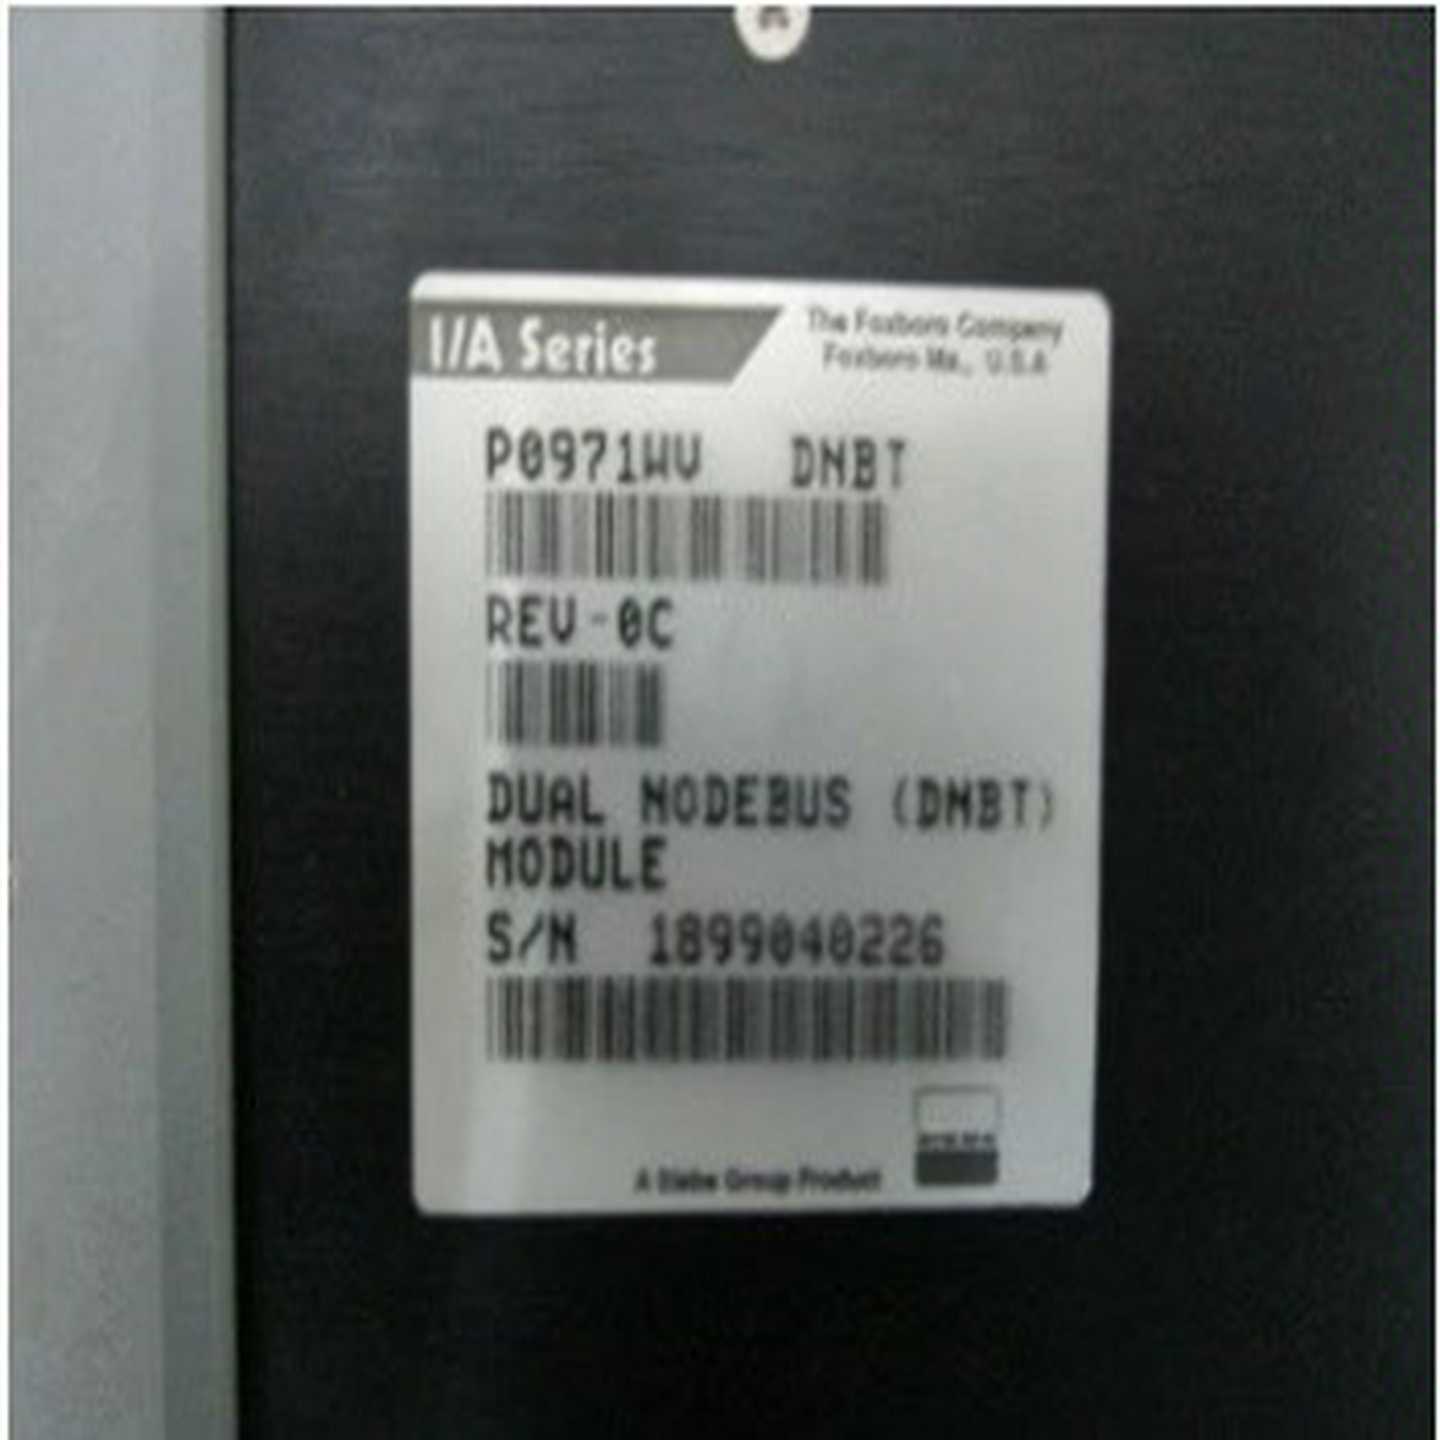 I/A Series
The Foxboro Company
Foxboro Ma., U.S.A
P0971WV DNBT
REV-0C
DUAL NODEBUS (DNBT)
MODULE
S/N 1899040226
A Siebe Group Product